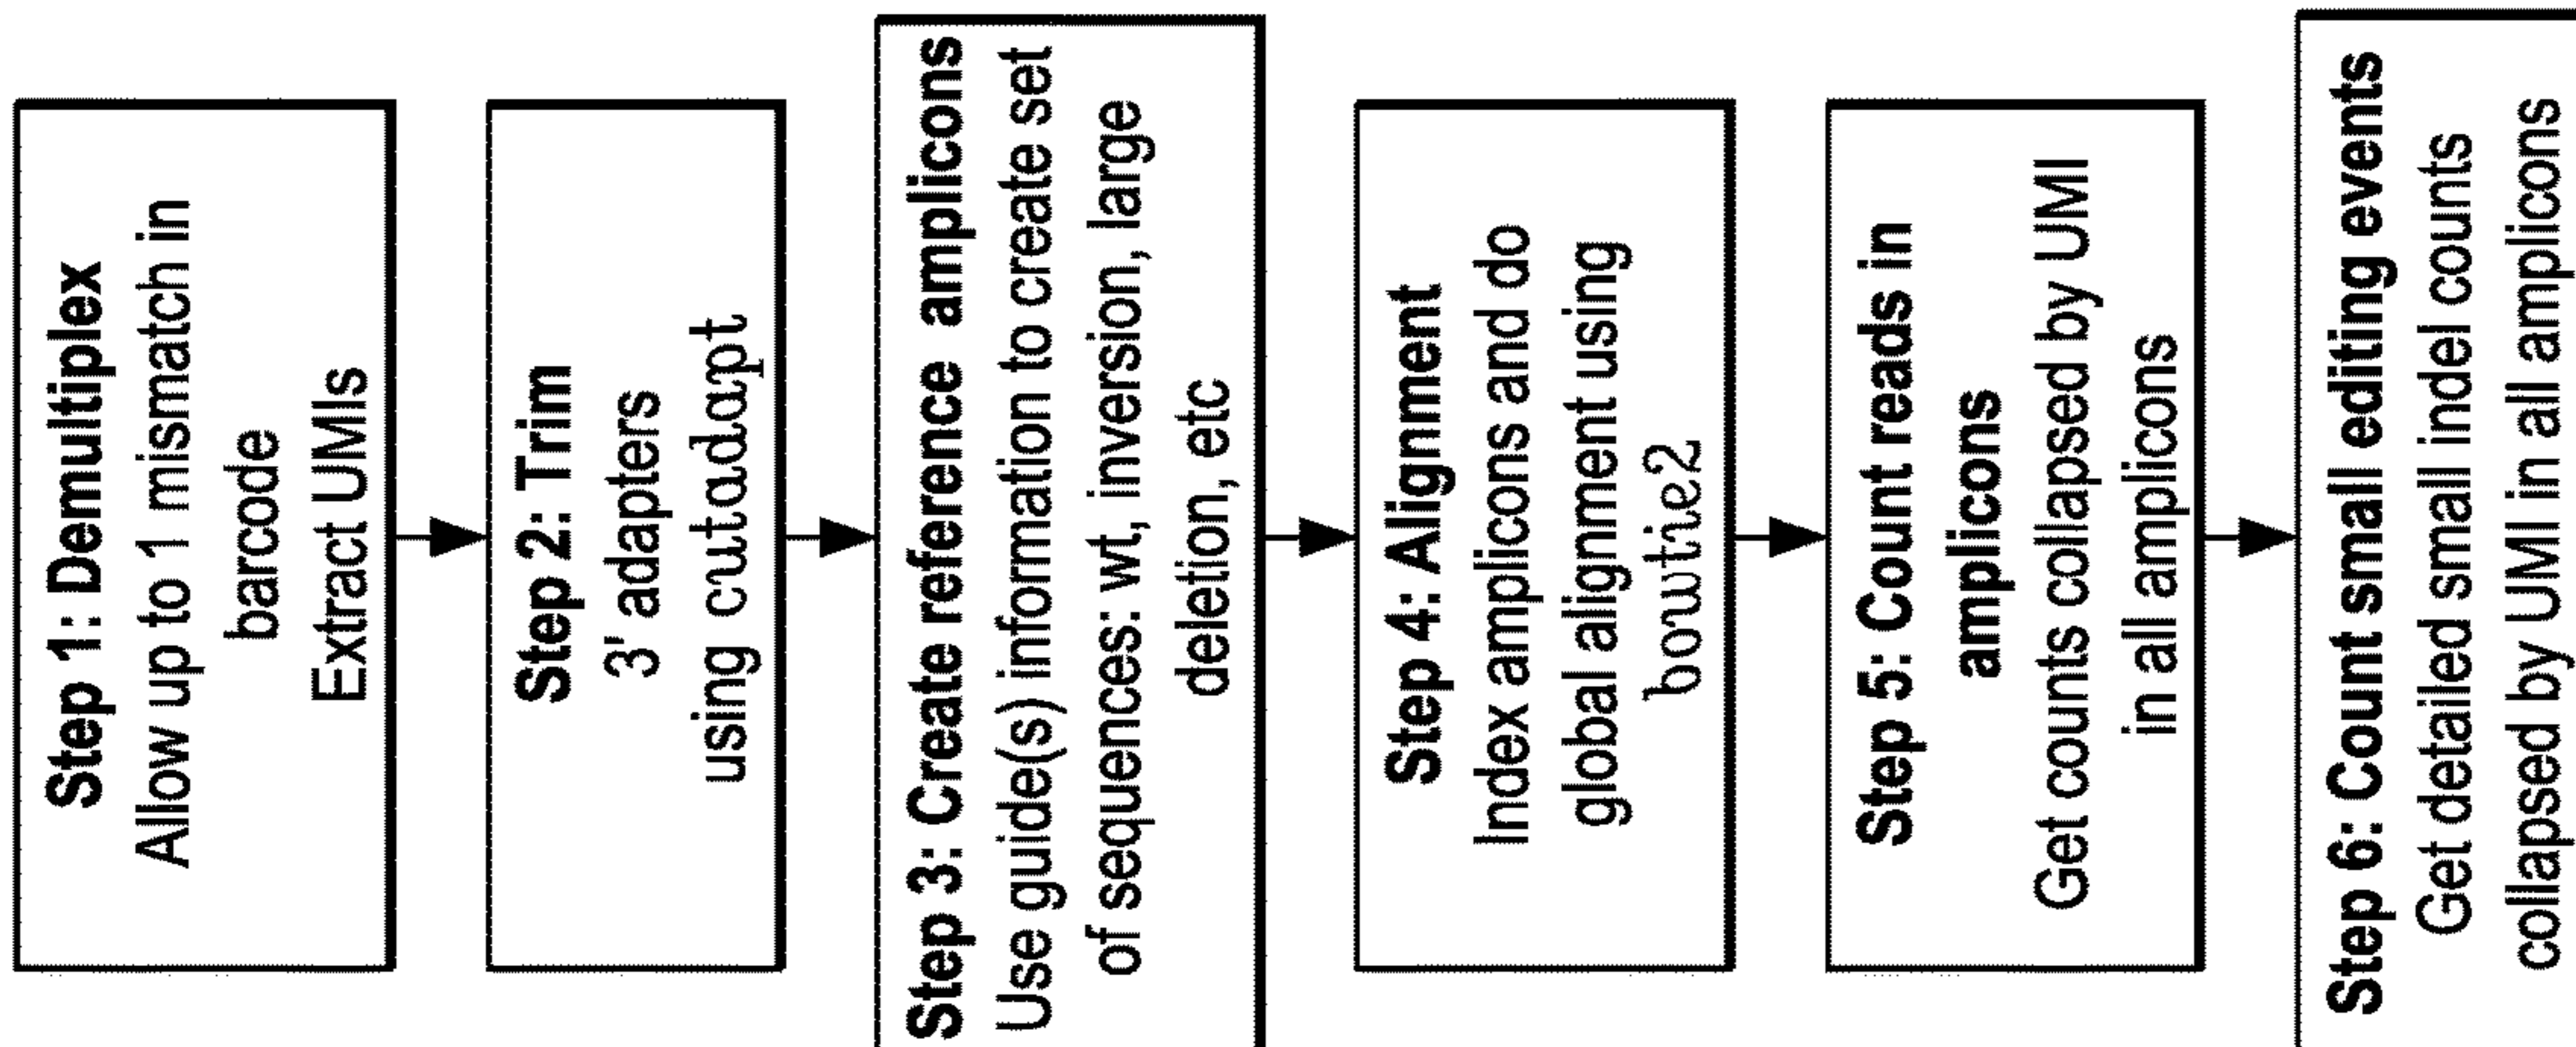 Step 1: Demultiplex
Allow up to 1 mismatch in
barcode
Extract UMIs
Step 2: Trim
3' adapters
using cutadapt
Step 3: Create reference amplicons
Use guide(s) information to create set
of sequences: wt, inversion, large
deletion, etc
Step 4: Alignment
Index amplicons and do
global alignment using
bowtie2
Step 5: Count reads in
amplicons
Get counts collapsed by UMI
in all amplicons
Step 6: Count small editing events
Get detailed small indel counts
collapsed by UMI in all amplicons